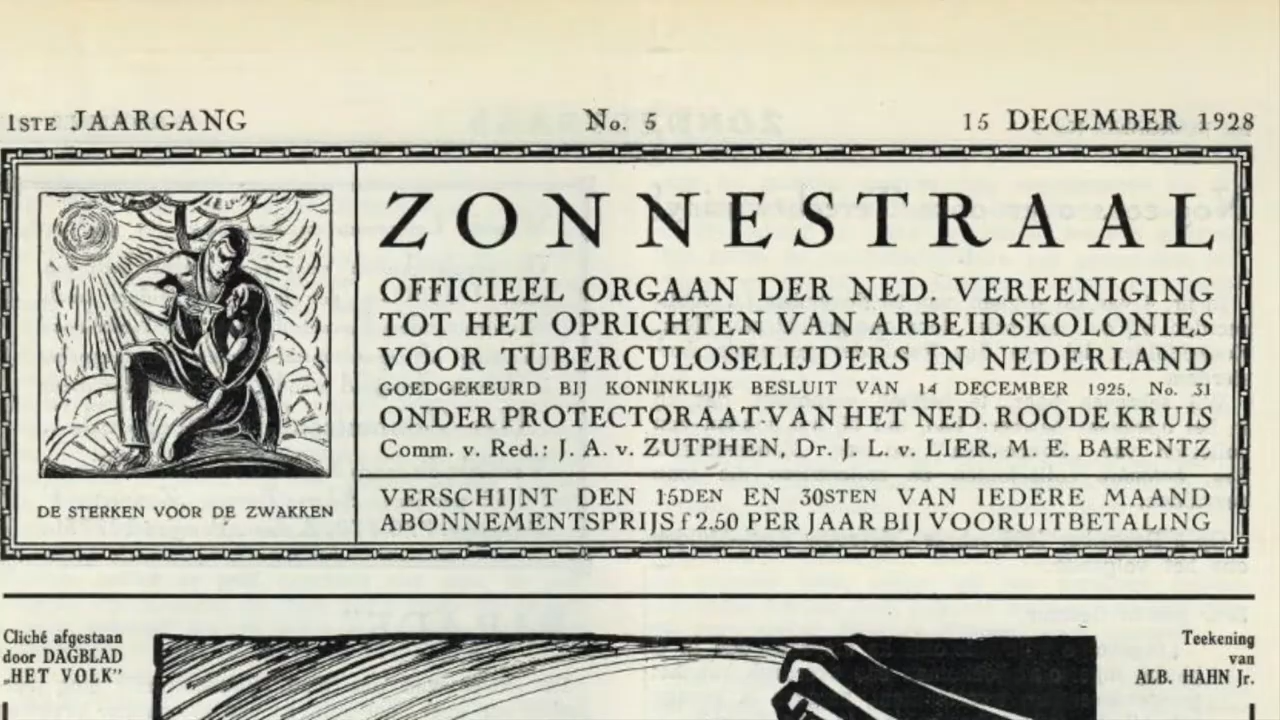 1STE JAARGANG No. 5 15 DECEMBER 1928
ZONNESTRAAL
OFFICIEEL ORGAAN DER NED. VEREENIGING
TOT HET OPRICHTEN VAN ARBEIDSKOLONIES
VOOR TUBERCULOSELIJDERS IN NEDERLAND
GOEDGEKEURD BIJ KONINKLIJK BESLUIT VAN 14 DECEMBER 1925, No. 31
ONDER PROTECTORAAT VAN HET NED. ROODE KRUIS
Comm. v. Red.: J. A. v. ZUTPHEN, Dr. J. L. v. LIER, M. E. BARENTZ
DE STERKEN VOOR DE ZWAKKEN
VERSCHIJNT DEN 15DEN EN 30STEN VAN IEDERE MAAND
ABONNEMENTSPRIJS f 2.50 PER JAAR BIJ VOORUITBETALING
Cliché afgestaan
door DAGBLAD
„HET VOLK”
Teekening
van
ALB. HAHN Jr.